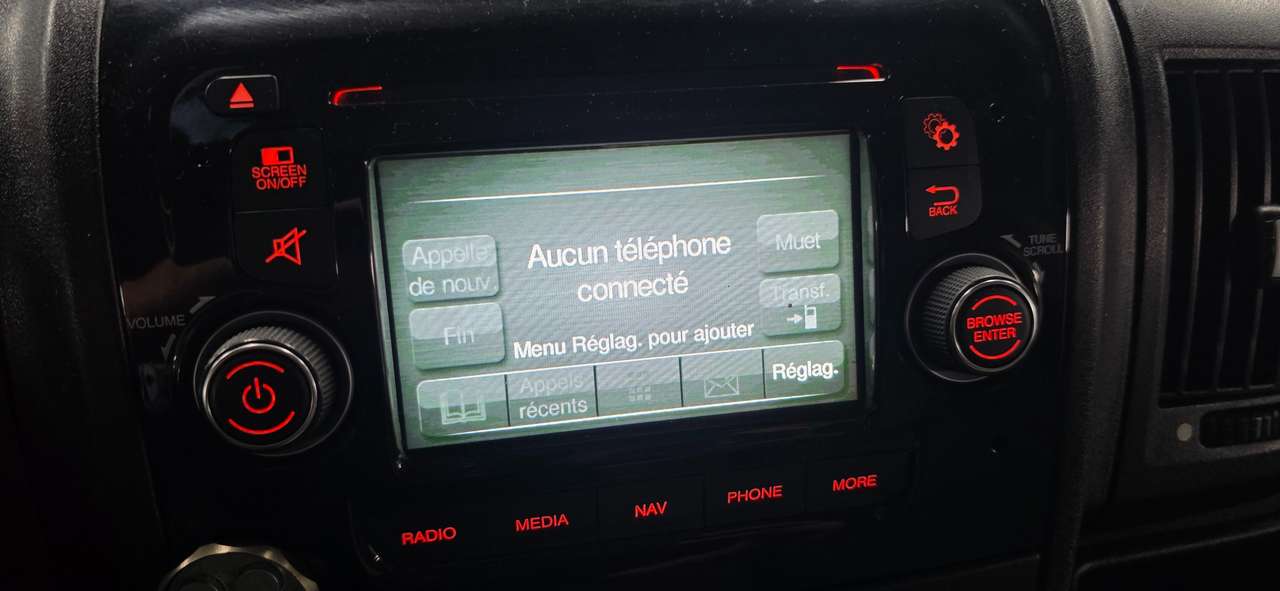 SCREEN
ON/OFF
VOLUME
BACK
TUNE
SCROLL
BROWSE
ENTER
Appelle
de nouv.
Fin
Aucun téléphone
connecté
Menu Réglag. pour ajouter
Muet
Transf.
Appels
récents
Réglag.
RADIO
MEDIA
NAV
PHONE
MORE